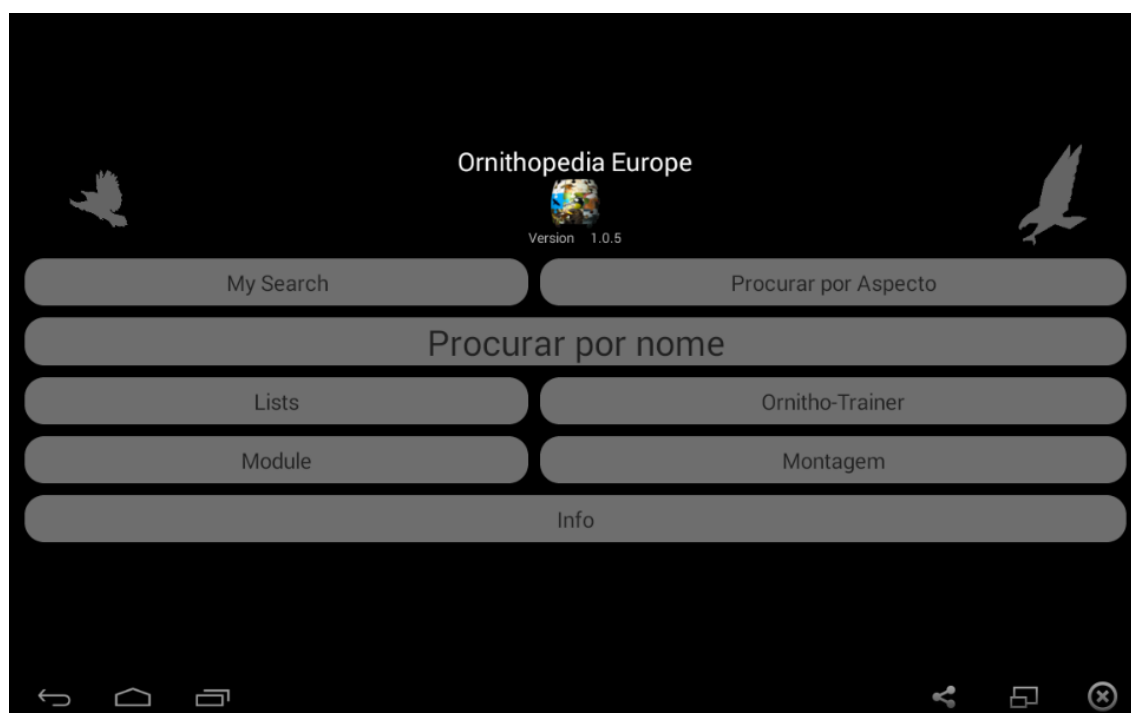 Ornithopedia Europe
Version 1.0.5
My Search
Procurar por Aspecto
Procurar por nome
Lists
Ornitho-Trainer
Module
Montagem
Info